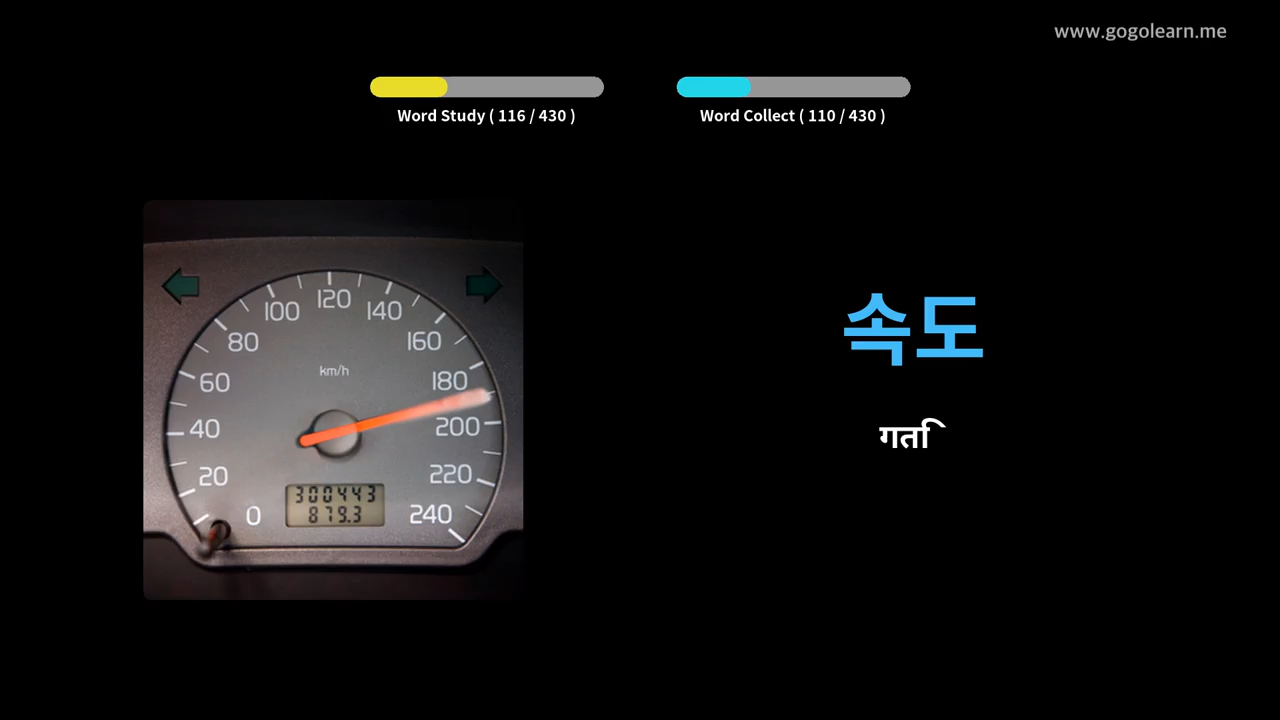 www.gogolearn.me
Word Study ( 116 / 430 )
Word Collect ( 110 / 430 )
속도
गति
120
100
140
80
160
km/h
60
180
40
200
20
220
300443
879.3
0
240